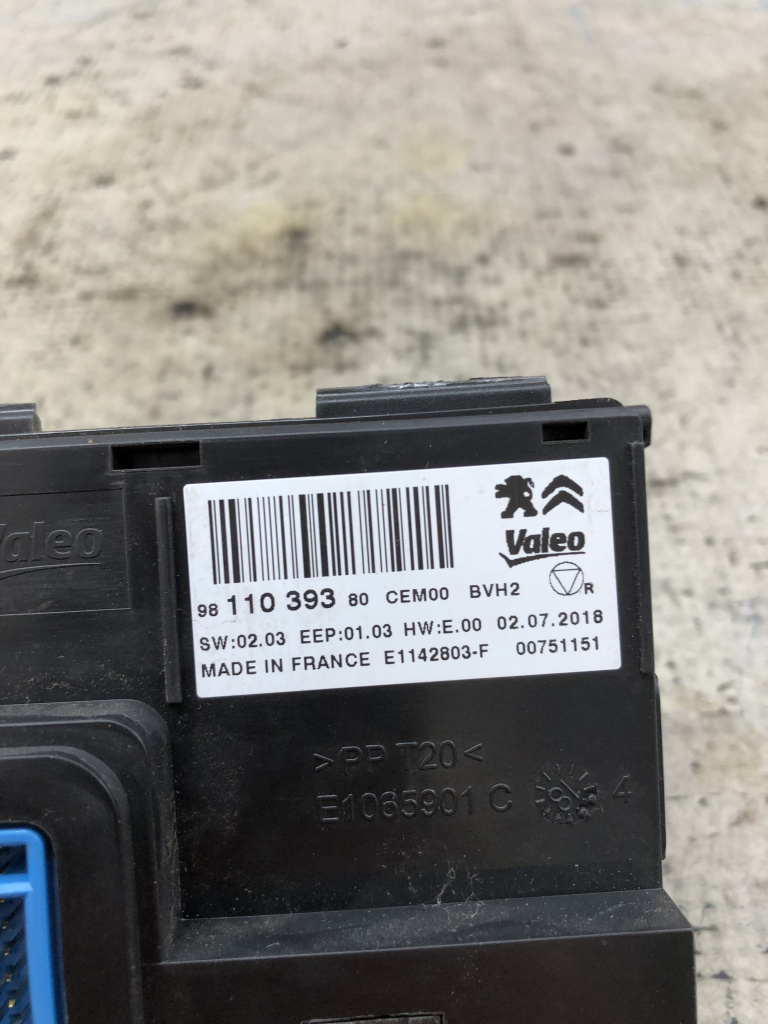 Valeo
Valeo
98 110 393 80 CEM00 BVH2 R
SW:02.03 EEP:01.03 HW:E.00 02.07.2018
MADE IN FRANCE E1142803-F 00751151
>PP T20<
E1065901 C 4